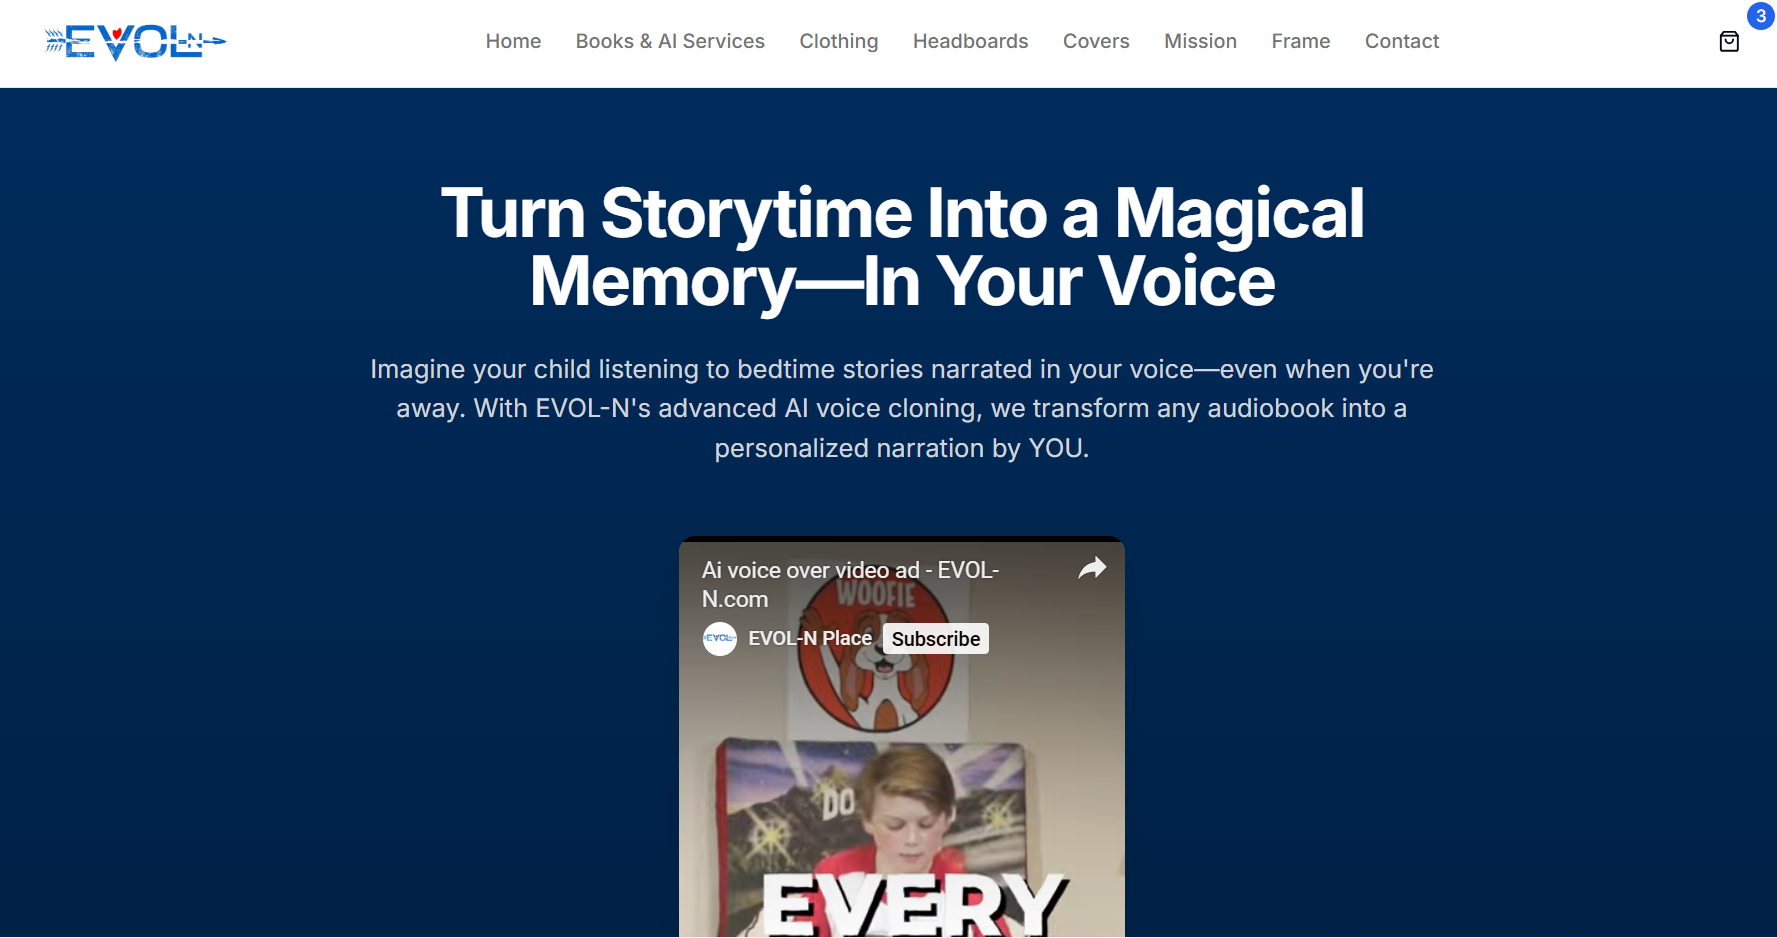 EVOL-N
Home
Books & AI Services
Clothing
Headboards
Covers
Mission
Frame
Contact
3
Turn Storytime Into a Magical
Memory—In Your Voice
Imagine your child listening to bedtime stories narrated in your voice—even when you're
away. With EVOL-N's advanced AI voice cloning, we transform any audiobook into a
personalized narration by YOU.
Ai voice over video ad - EVOL-
N.com
WOOFIE
EVOL-N Place
Subscribe
DO
EVERY